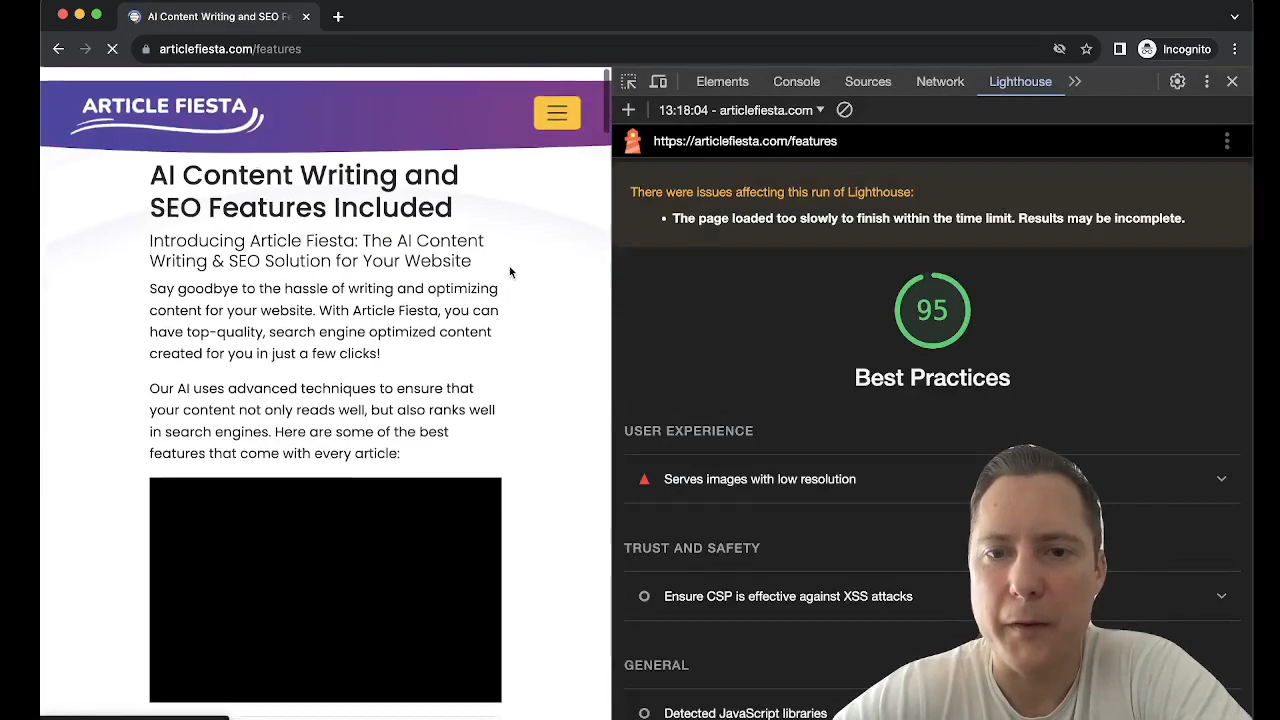 AI Content Writing and SEO Fe
articlefiesta.com/features
Incognito
ARTICLE FIESTA
AI Content Writing and
SEO Features Included
Introducing Article Fiesta: The AI Content
Writing & SEO Solution for Your Website
Say goodbye to the hassle of writing and optimizing
content for your website. With Article Fiesta, you can
have top-quality, search engine optimized content
created for you in just a few clicks!
Our AI uses advanced techniques to ensure that
your content not only reads well, but also ranks well
in search engines. Here are some of the best
features that come with every article:
Elements Console Sources Network Lighthouse
13:18:04 - articlefiesta.com
https://articlefiesta.com/features
There were issues affecting this run of Lighthouse:
• The page loaded too slowly to finish within the time limit. Results may be incomplete.
95
Best Practices
USER EXPERIENCE
Serves images with low resolution
TRUST AND SAFETY
Ensure CSP is effective against XSS attacks
GENERAL
Detected JavaScript libraries